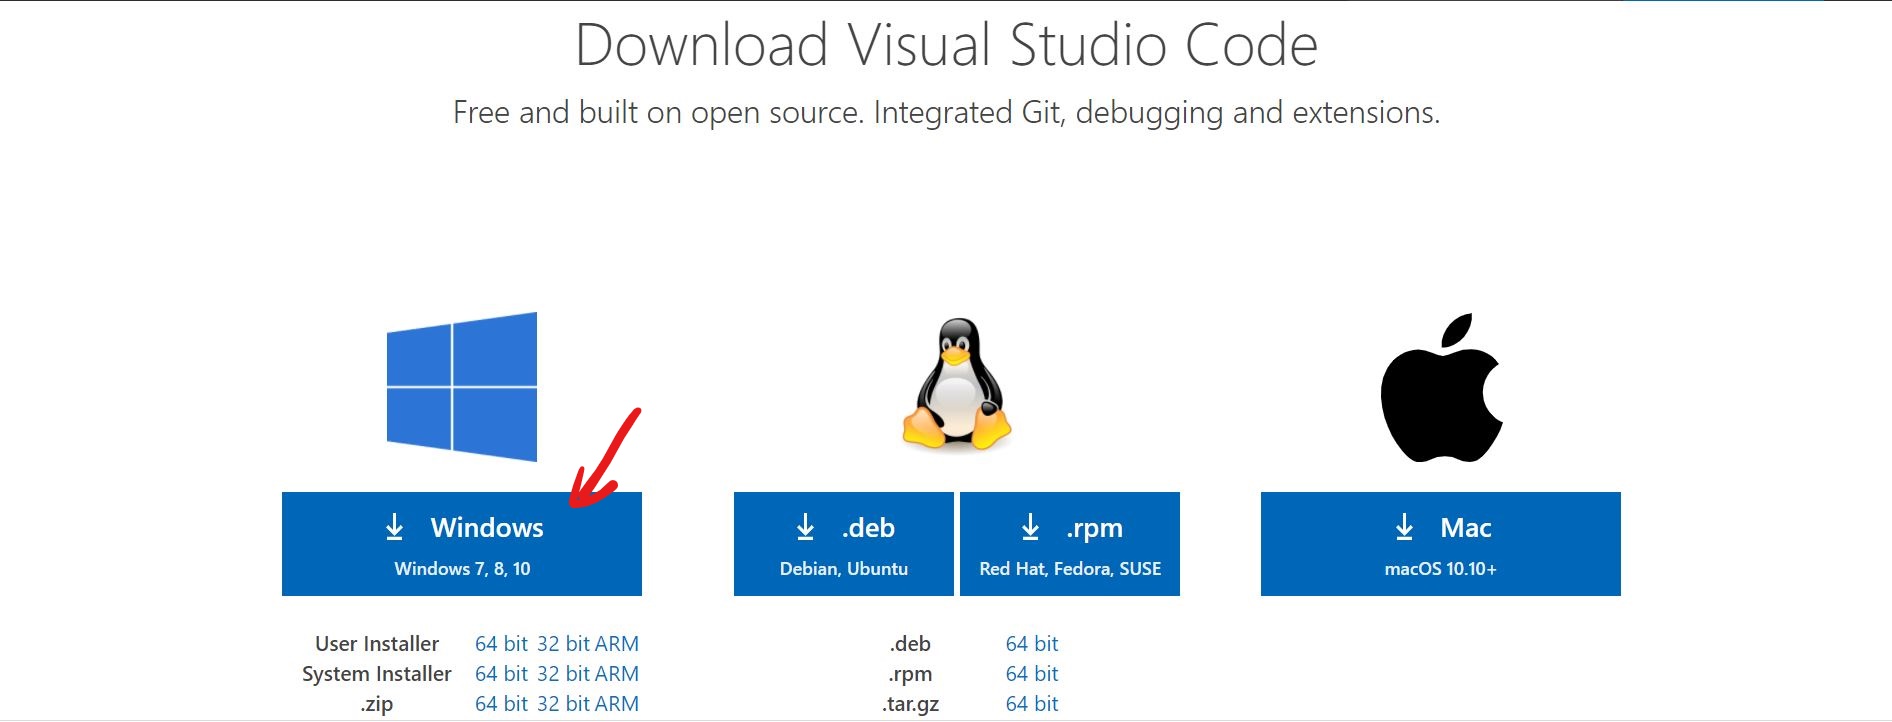 Download Visual Studio Code
Free and built on open source. Integrated Git, debugging and extensions.
Windows
Windows 7, 8, 10
User Installer 64 bit 32 bit ARM
System Installer 64 bit 32 bit ARM
.zip 64 bit 32 bit ARM
.deb
Debian, Ubuntu
.rpm
Red Hat, Fedora, SUSE
.deb 64 bit
.rpm 64 bit
.tar.gz 64 bit
Mac
macOS 10.10+